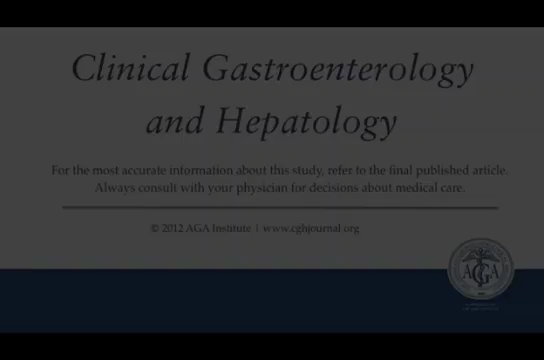 Clinical Gastroenterology
and Hepatology
For the most accurate information about this study, refer to the final published article.
Always consult with your physician for decisions about medical care.
© 2012 AGA Institute | www.cghjournal.org
AGA